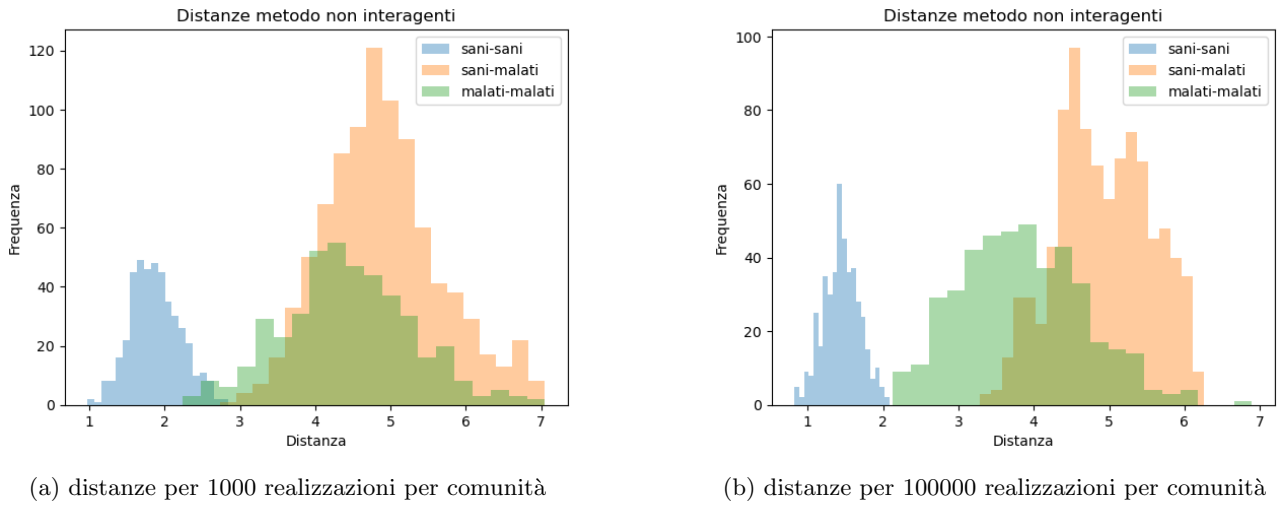 Distanze metodo non interagenti
120
100
80
60
40
20
0
Frequenza
sani-sani
sani-malati
malati-malati
1 2 3 4 5 6 7
Distanza
(a) distanze per 1000 realizzazioni per comunità
Distanze metodo non interagenti
100
80
60
40
20
0
Frequenza
sani-sani
sani-malati
malati-malati
1 2 3 4 5 6 7
Distanza
(b) distanze per 100000 realizzazioni per comunità